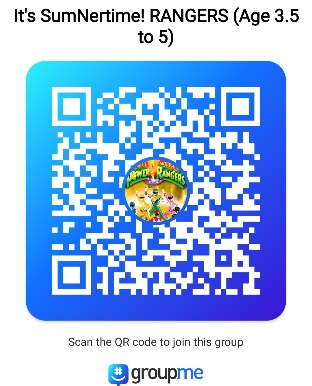 It's SumNertime! RANGERS (Age 3.5
to 5)
POWER RANGERS
Scan the QR code to join this group
groupme